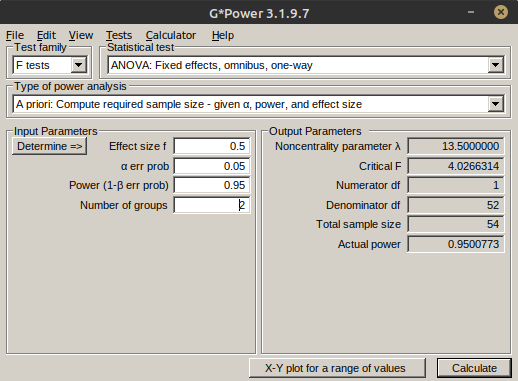 G*Power 3.1.9.7
File Edit View Tests Calculator Help
Test family Statistical test
F tests ANOVA: Fixed effects, omnibus, one-way
Type of power analysis
A priori: Compute required sample size - given α, power, and effect size
Input Parameters Output Parameters
Determine => Effect size f 0.5 Noncentrality parameter λ 13.5000000
α err prob 0.05 Critical F 4.0266314
Power (1-β err prob) 0.95 Numerator df 1
Number of groups 2 Denominator df 52
Total sample size 54
Actual power 0.9500773
X-Y plot for a range of values Calculate